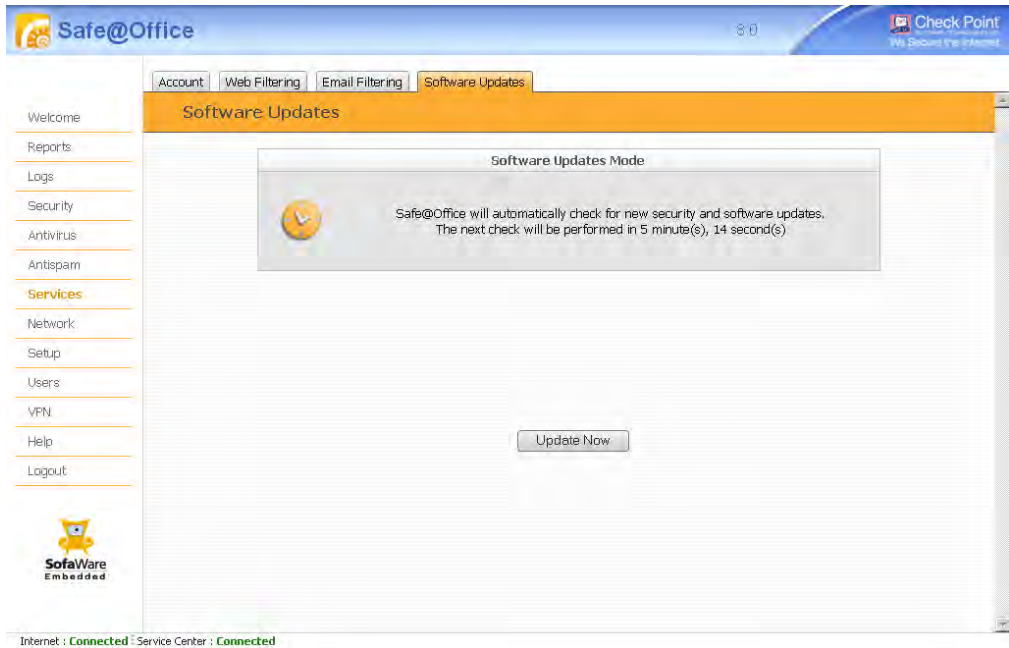 Safe@Office
8.0
Check Point
We Secure the Internet
Account Web Filtering Email Filtering Software Updates
Software Updates
Welcome
Reports
Logs
Security
Antivirus
Antispam
Services
Network
Setup
Users
VPN
Help
Logout
Software Updates Mode
Safe@Office will automatically check for new security and software updates.
The next check will be performed in 5 minute(s), 14 second(s)
Update Now
SofaWare
Embedded
Internet : Connected Service Center : Connected